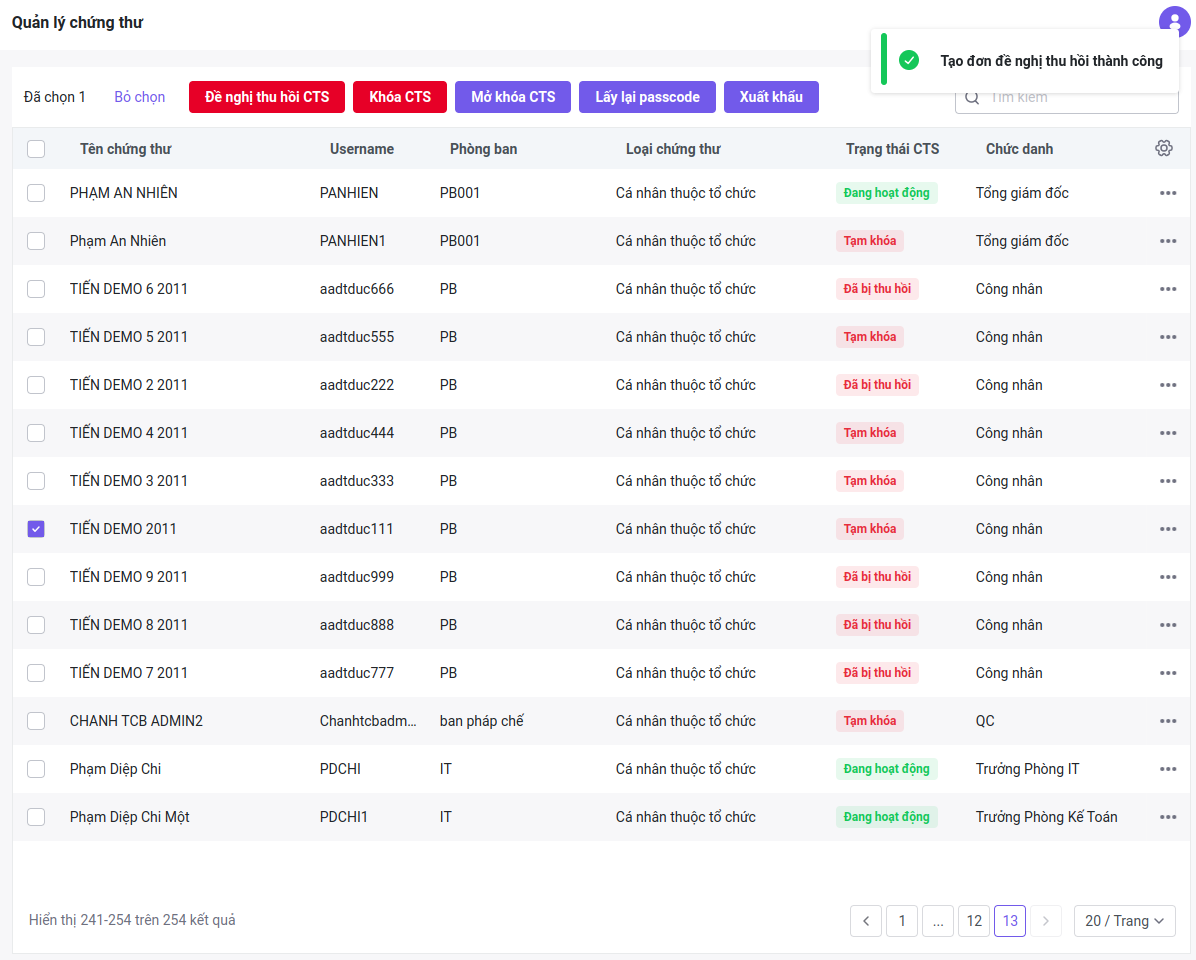 Quản lý chứng thư
Tạo đơn đề nghị thu hồi thành công
Đã chọn 1 Bỏ chọn Đề nghị thu hồi CTS Khóa CTS Mở khóa CTS Lấy lại passcode Xuất khẩu Tìm kiếm
Tên chứng thư Username Phòng ban Loại chứng thư Trạng thái CTS Chức danh
PHẠM AN NHIÊN PANHIEN PB001 Cá nhân thuộc tổ chức Đang hoạt động Tổng giám đốc
Phạm An Nhiên PANHIEN1 PB001 Cá nhân thuộc tổ chức Tạm khóa Tổng giám đốc
TIẾN DEMO 6 2011 aadtduc666 PB Cá nhân thuộc tổ chức Đã bị thu hồi Công nhân
TIẾN DEMO 5 2011 aadtduc555 PB Cá nhân thuộc tổ chức Tạm khóa Công nhân
TIẾN DEMO 2 2011 aadtduc222 PB Cá nhân thuộc tổ chức Đã bị thu hồi Công nhân
TIẾN DEMO 4 2011 aadtduc444 PB Cá nhân thuộc tổ chức Tạm khóa Công nhân
TIẾN DEMO 3 2011 aadtduc333 PB Cá nhân thuộc tổ chức Tạm khóa Công nhân
TIẾN DEMO 2011 aadtduc111 PB Cá nhân thuộc tổ chức Tạm khóa Công nhân
TIẾN DEMO 9 2011 aadtduc999 PB Cá nhân thuộc tổ chức Đã bị thu hồi Công nhân
TIẾN DEMO 8 2011 aadtduc888 PB Cá nhân thuộc tổ chức Đã bị thu hồi Công nhân
TIẾN DEMO 7 2011 aadtduc777 PB Cá nhân thuộc tổ chức Đã bị thu hồi Công nhân
CHANH TCB ADMIN2 Chanhtcbadm... ban pháp chế Cá nhân thuộc tổ chức Tạm khóa QC
Phạm Diệp Chi PDCHI IT Cá nhân thuộc tổ chức Đang hoạt động Trưởng Phòng IT
Phạm Diệp Chi Một PDCHI1 IT Cá nhân thuộc tổ chức Đang hoạt động Trưởng Phòng Kế Toán
Hiển thị 241-254 trên 254 kết quả 1 ... 12 13 20 / Trang